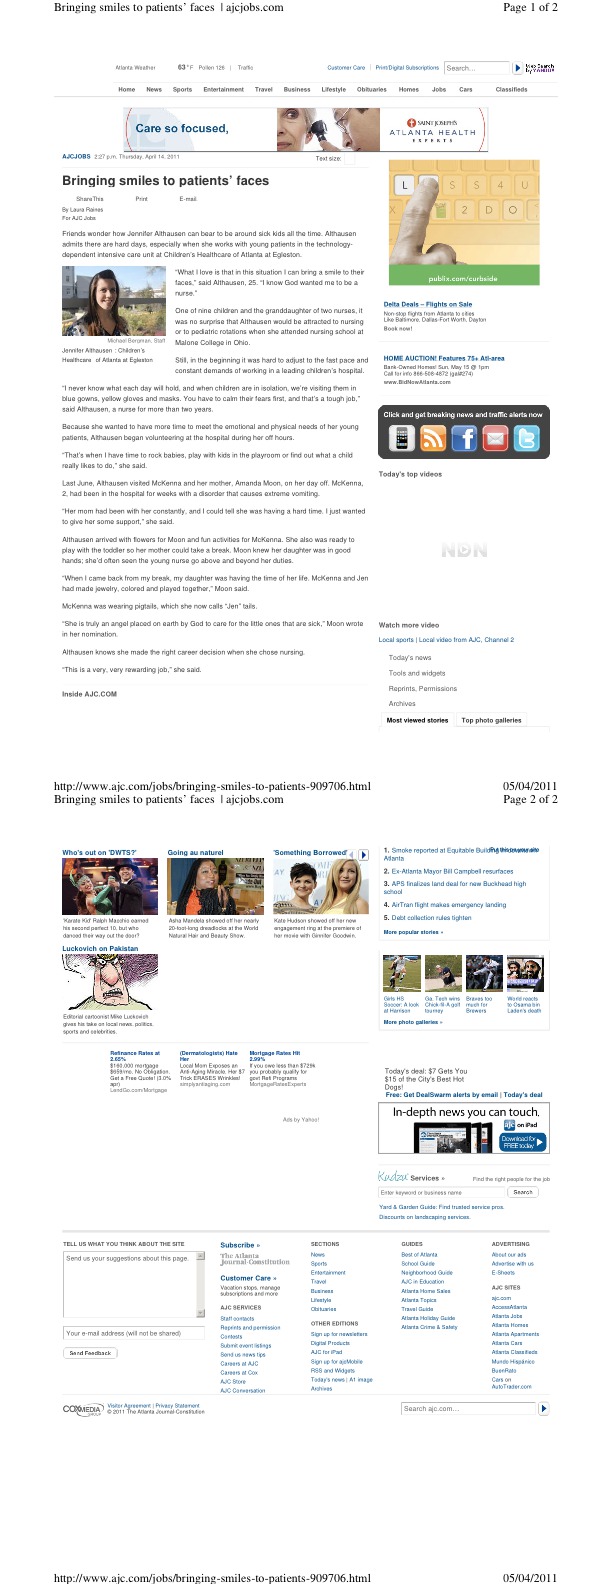 Bringing smiles to patients' faces | ajcjobs.com
Page 1 of 2
Atlanta Weather
63° F Pollen 126 | Traffic
Customer Care | Print/Digital Subscriptions
Search...
Web Search
by YAHOO!
Home News Sports Entertainment Travel Business Lifestyle Obituaries Homes Jobs Cars Classifieds
Care so focused,
SAINT JOSEPH'S
ATLANTA HEALTH
EXPERTS
AJCJOBS 2:27 p.m. Thursday, April 14, 2011
Text size:
Bringing smiles to patients' faces
ShareThis Print E-mail
By Laura Raines
For AJC Jobs
Friends wonder how Jennifer Althausen can bear to be around sick kids all the time. Althausen
admits there are hard days, especially when she works with young patients in the technology-
dependent intensive care unit at Children's Healthcare of Atlanta at Egleston.
Michael Bergman, Staff
Jennifer Althausen : Children's
Healthcare of Atlanta at Egleston
"What I love is that in this situation I can bring a smile to their
faces," said Althausen, 25. "I know God wanted me to be a
nurse."
One of nine children and the granddaughter of two nurses, it
was no surprise that Althausen would be attracted to nursing
or to pediatric rotations when she attended nursing school at
Malone College in Ohio.
Still, in the beginning it was hard to adjust to the fast pace and
constant demands of working in a leading children's hospital.
"I never know what each day will hold, and when children are in isolation, we're visiting them in
blue gowns, yellow gloves and masks. You have to calm their fears first, and that's a tough job,"
said Althausen, a nurse for more than two years.
Because she wanted to have more time to meet the emotional and physical needs of her young
patients, Althausen began volunteering at the hospital during her off hours.
"That's when I have time to rock babies, play with kids in the playroom or find out what a child
really likes to do," she said.
Last June, Althausen visited McKenna and her mother, Amanda Moon, on her day off. McKenna,
2, had been in the hospital for weeks with a disorder that causes extreme vomiting.
"Her mom had been with her constantly, and I could tell she was having a hard time. I just wanted
to give her some support," she said.
Althausen arrived with flowers for Moon and fun activities for McKenna. She also was ready to
play with the toddler so her mother could take a break. Moon knew her daughter was in good
hands; she'd often seen the young nurse go above and beyond her duties.
"When I came back from my break, my daughter was having the time of her life. McKenna and Jen
had made jewelry, colored and played together," Moon said.
McKenna was wearing pigtails, which she now calls "Jen" tails.
"She is truly an angel placed on earth by God to care for the little ones that are sick," Moon wrote
in her nomination.
Althausen knows she made the right career decision when she chose nursing.
"This is a very, very rewarding job," she said.
Inside AJC.COM
L S S 4 U
X 2 D O
publix.com/curbside
Delta Deals – Flights on Sale
Non-stop flights from Atlanta to cities
Like Baltimore, Dallas-Fort Worth, Dayton
Book now!
HOME AUCTION! Features 75+ Atl-area
Bank-Owned Homes! Sun, May 15 @ 1pm
Call for info 866-508-4872 (gal#274)
www.BidNowAtlanta.com
Click and get breaking news and traffic alerts now
Today's top videos
NDN
Watch more video
Local sports | Local video from AJC, Channel 2
Today's news
Tools and widgets
Reprints, Permissions
Archives
Most viewed stories Top photo galleries
http://www.ajc.com/jobs/bringing-smiles-to-patients-909706.html
05/04/2011
Bringing smiles to patients' faces | ajcjobs.com
Page 2 of 2
Who's out on 'DWTS?'
'Karate Kid' Ralph Macchio earned
his second perfect 10, but who
danced their way out the door?
Going au naturel
Asha Mandela showed off her nearly
20-foot-long dreadlocks at the World
Natural Hair and Beauty Show.
'Something Borrowed'
Kate Hudson showed off her new
engagement ring at the premiere of
her movie with Ginnifer Goodwin.
Luckovich on Pakistan
Editorial cartoonist Mike Luckovich
gives his take on local news, politics,
sports and celebrities.
1. Smoke reported at Equitable Building
Atlanta
2. Ex-Atlanta Mayor Bill Campbell resurfaces
3. APS finalizes land deal for new Buckhead high
school
4. AirTran flight makes emergency landing
5. Debt collection rules tighten
More popular stories »
Girls HS
Soccer: A look
at Harrison
Ga. Tech wins
Chick-fil-A golf
tourney
Braves too
much for
Brewers
World reacts
to Osama bin
Laden's death
More photo galleries »
Refinance Rates at
2.65%
$160,000 mortgage
$659/mo. No Obligation.
Get a Free Quote! (3.0%
apr)
LendGo.com/Mortgage
(Dermatologists) Hate
Her
Local Mom Exposes an
Anti-Aging Miracle. Her $7
Trick ERASES Wrinkles!
simplyantiaging.com
Mortgage Rates Hit
2.99%
If you owe less than $729k
you probably qualify for
govt Refi Programs
MortgageRatesExperts
Ads by Yahoo!
Today's deal: $7 Gets You
$15 of the City's Best Hot
Dogs!
Free: Get DealSwarm alerts by email | Today's deal
In-depth news you can touch.
ajc on iPad
Download for
FREE today
Kudzu Services »
Find the right people for the job
Enter keyword or business name
Search
Yard & Garden Guide: Find trusted service pros.
Discounts on landscaping services.
TELL US WHAT YOU THINK ABOUT THE SITE
Send us your suggestions about this page.
Your e-mail address (will not be shared)
Send Feedback
Subscribe »
The Atlanta
Journal-Constitution
Customer Care »
Vacation stops, manage
subscriptions and more
AJC SERVICES
Staff contacts
Reprints and permission
Contests
Submit event listings
Send us news tips
Careers at AJC
Careers at Cox
AJC Store
AJC Conversation
SECTIONS
News
Sports
Entertainment
Travel
Business
Lifestyle
Obituaries
OTHER EDITIONS
Sign up for newsletters
Digital Products
AJC for iPad
Sign up for ajcMobile
RSS and Widgets
Today's news | A1 image
Archives
GUIDES
Best of Atlanta
School Guide
Neighborhood Guide
AJC in Education
Atlanta Home Sales
Atlanta Topics
Travel Guide
Atlanta Holiday Guide
Atlanta Crime & Safety
ADVERTISING
About our ads
Advertise with us
E-Sheets
AJC SITES
ajc.com
AccessAtlanta
Atlanta Jobs
Atlanta Homes
Atlanta Apartments
Atlanta Cars
Atlanta Classifieds
Mundo Hispánico
BuenRato
Cars on
AutoTrader.com
COXMEDIA
GROUP
Visitor Agreement | Privacy Statement
© 2011 The Atlanta Journal-Constitution
Search ajc.com...
http://www.ajc.com/jobs/bringing-smiles-to-patients-909706.html
05/04/2011